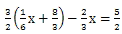 3/2(1/6x + 8/3) − 2/3x = 5/2